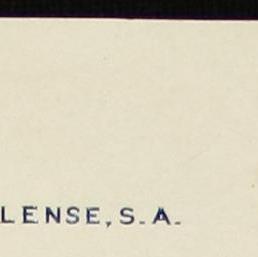 LENSE, S. A.